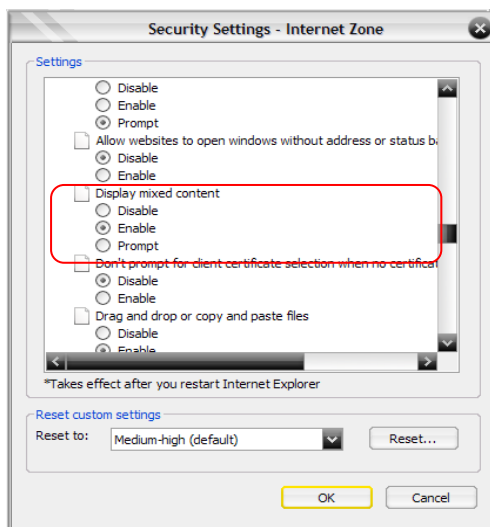 Security Settings - Internet Zone
Settings
Disable
Enable
Prompt
Allow websites to open windows without address or status ba
Disable
Enable
Display mixed content
Disable
Enable
Prompt
Don't prompt for client certificate selection when no certificat
Disable
Enable
Drag and drop or copy and paste files
Disable
Enable
*Takes effect after you restart Internet Explorer
Reset custom settings
Reset to: Medium-high (default) Reset...
OK Cancel